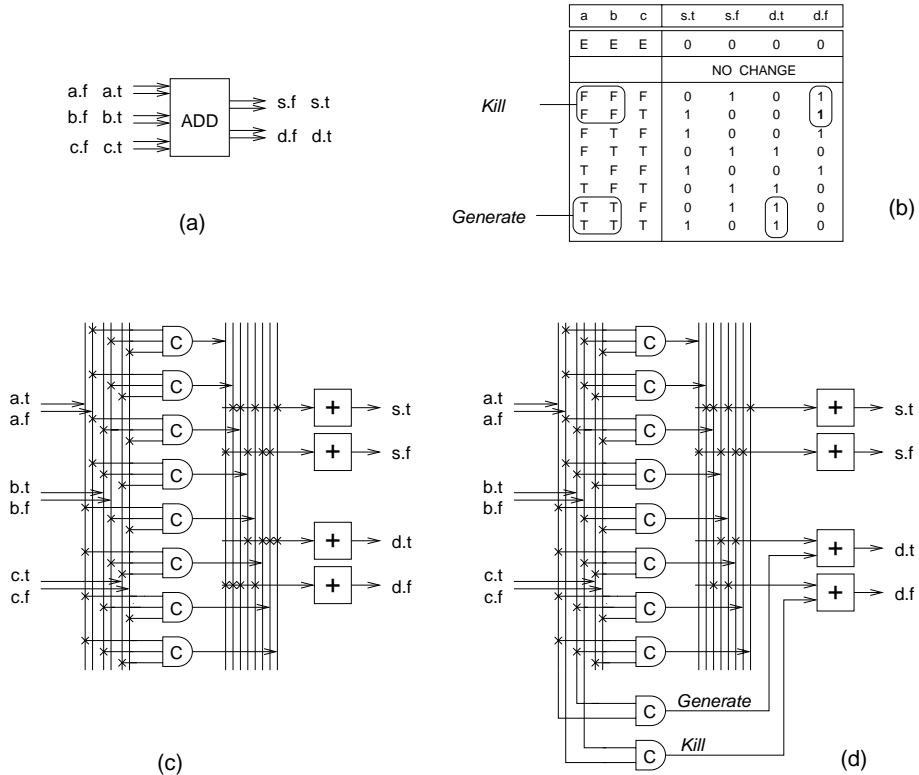 a.f a.t
b.f b.t
c.f c.t
ADD
s.f s.t
d.f d.t
(a)
a b c s.t s.f d.t d.f
E E E 0 0 0 0
NO CHANGE
F F F 0 1 0 1
F F T 1 0 0 1
F T F 1 0 0 1
F T T 0 1 1 0
T F F 1 0 0 1
T F T 0 1 1 0
T T F 0 1 1 0
T T T 1 0 1 0
Kill
Generate
(b)
a.t
a.f
b.t
b.f
c.t
c.f
C
C
C
C
C
C
C
C
+
+
+
+
s.t
s.f
d.t
d.f
(c)
a.t
a.f
b.t
b.f
c.t
c.f
C
C
C
C
C
C
C
C
C
C
Generate
Kill
+
+
+
+
s.t
s.f
d.t
d.f
(d)